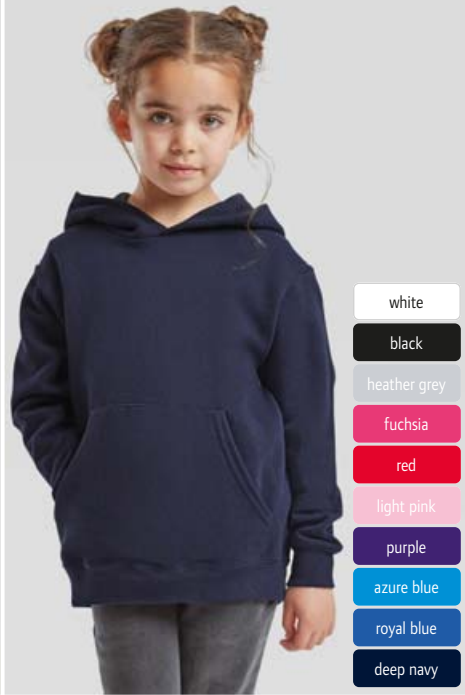 white
black
heather grey
fuchsia
red
light pink
purple
azure blue
royal blue
deep navy